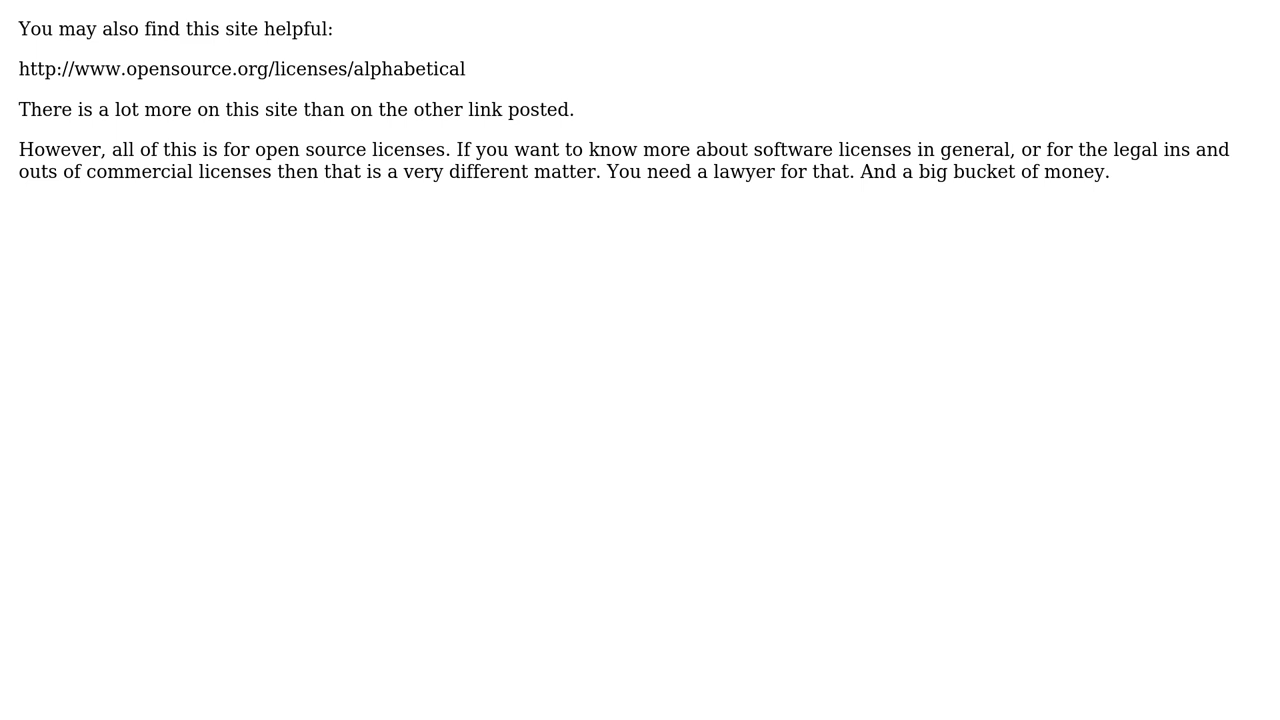 You may also find this site helpful:
http://www.opensource.org/licenses/alphabetical
There is a lot more on this site than on the other link posted.
However, all of this is for open source licenses. If you want to know more about software licenses in general, or for the legal ins and
outs of commercial licenses then that is a very different matter. You need a lawyer for that. And a big bucket of money.